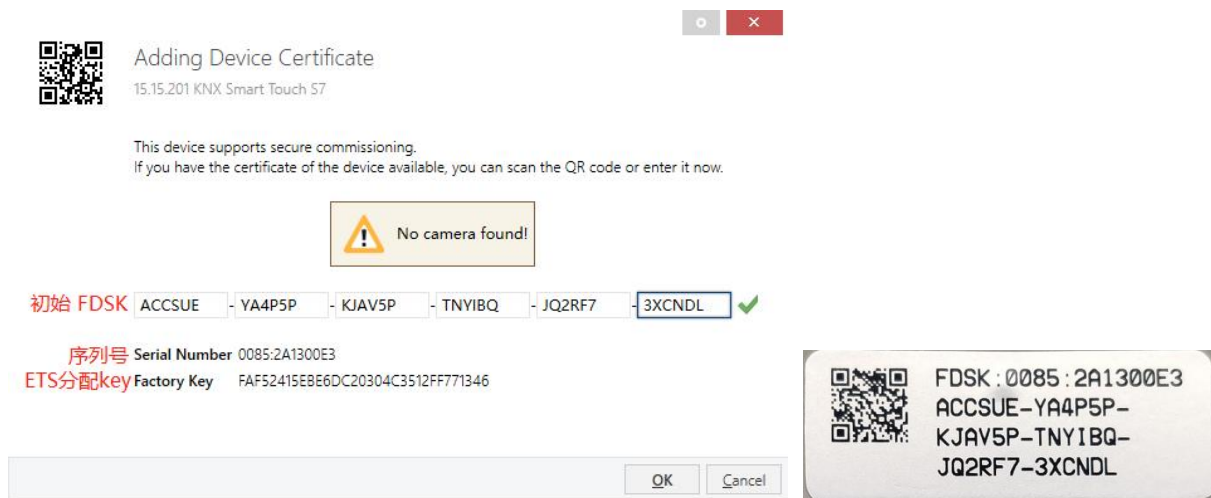 Adding Device Certificate
15.15.201 KNX Smart Touch S7
This device supports secure commissioning.
If you have the certificate of the device available, you can scan the QR code or enter it now.
No camera found!
初始 FDSK ACCSUE - YA4P5P - KJAV5P - TNYIBQ - JQ2RF7 - 3XCNDL
序列号 Serial Number 0085:2A1300E3
ETS分配key Factory Key FAF52415EBE6DC20304C3512FF771346
OK Cancel
FDSK:0085:2A1300E3
ACCSUE-YA4P5P-
KJAV5P-TNYIBQ-
JQ2RF7-3XCNDL